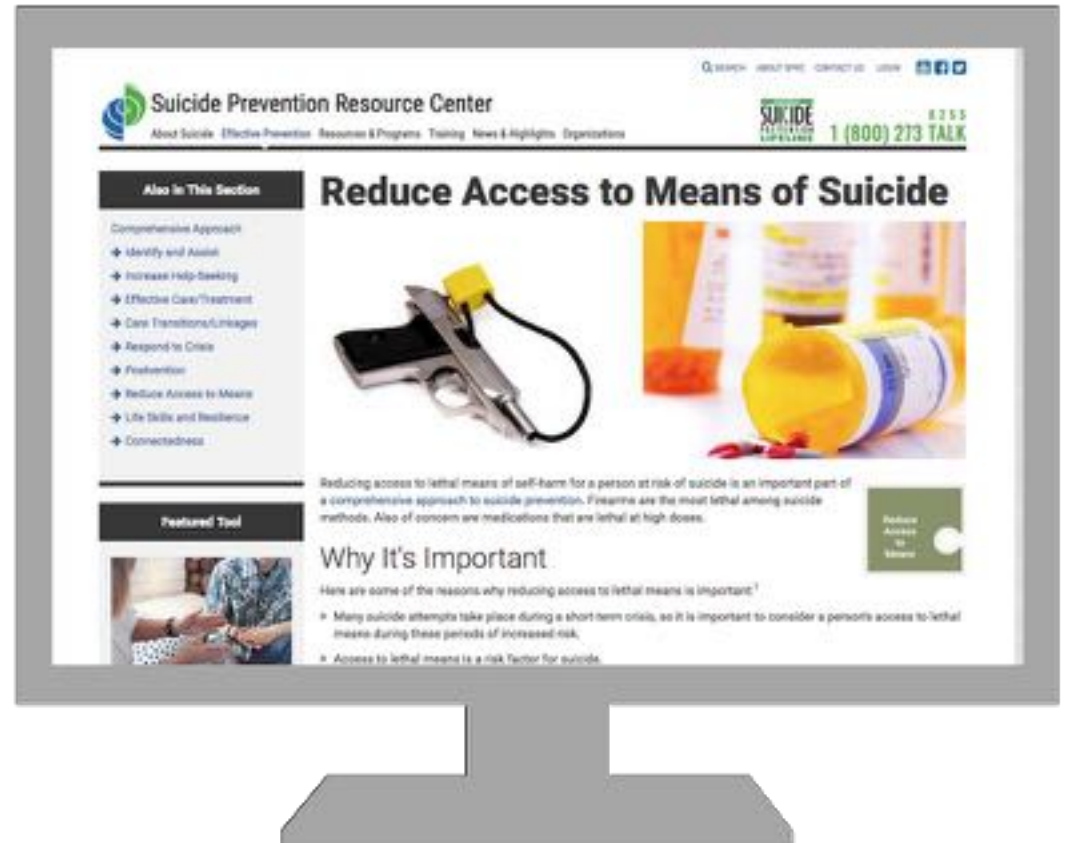 SEARCH ABOUT SPRC CONTACT US LOGIN
Suicide Prevention Resource Center
About Suicide Effective Prevention Resources & Programs Training News & Highlights Organizations
SUICIDE
PREVENTION
LIFELINE
8255
1 (800) 273 TALK
Also in This Section
Comprehensive Approach
Identify and Assist
Increase Help-Seeking
Effective Care/Treatment
Care Transitions/Linkages
Respond to Crisis
Postvention
Reduce Access to Means
Life Skills and Resilience
Connectedness
Featured Tool
Reduce Access to Means of Suicide
Reducing access to lethal means of self-harm for a person at risk of suicide is an important part of
a comprehensive approach to suicide prevention. Firearms are the most lethal among suicide
methods. Also of concern are medications that are lethal at high doses.
Reduce
Access
to
Means
Why It's Important
Here are some of the reasons why reducing access to lethal means is important:1
Many suicide attempts take place during a short-term crisis, so it is important to consider a person's access to lethal
means during these periods of increased risk.
Access to lethal means is a risk factor for suicide.